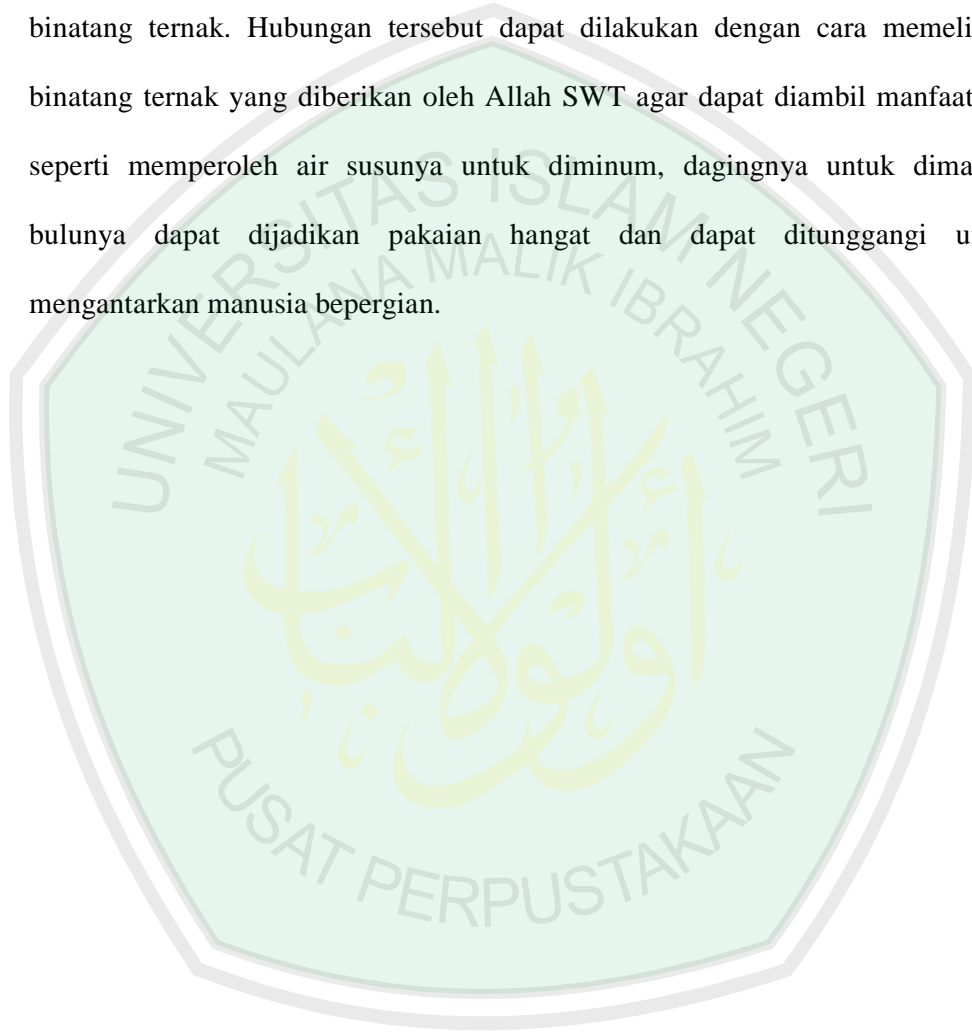 binatang ternak. Hubungan tersebut dapat dilakukan dengan cara memeli
binatang ternak yang diberikan oleh Allah SWT agar dapat diambil manfaat
seperti memperoleh air susunya untuk diminum, dagingnya untuk dima
bulunya dapat dijadikan pakaian hangat dan dapat ditunggangi u
mengantarkan manusia bepergian.
UNIVERSITAS ISLAM NEGERI
MAULANA MALIK IBRAHIM
أولوا الألباب
PUSAT PERPUSTAKAAN